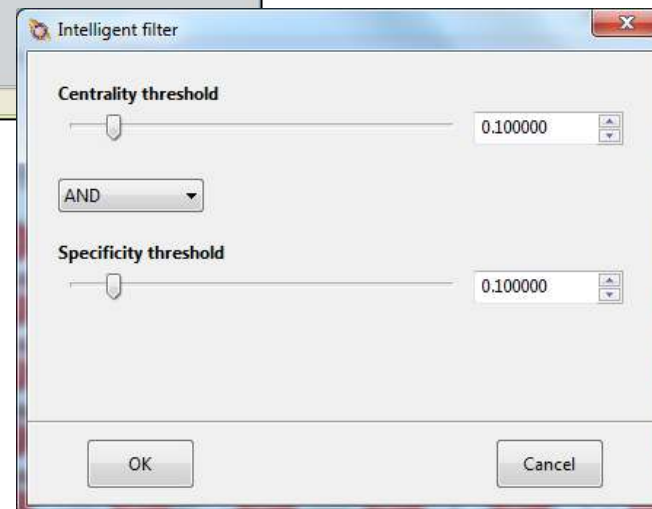 Intelligent filter
Centrality threshold
0.100000
AND
Specificity threshold
0.100000
OK
Cancel